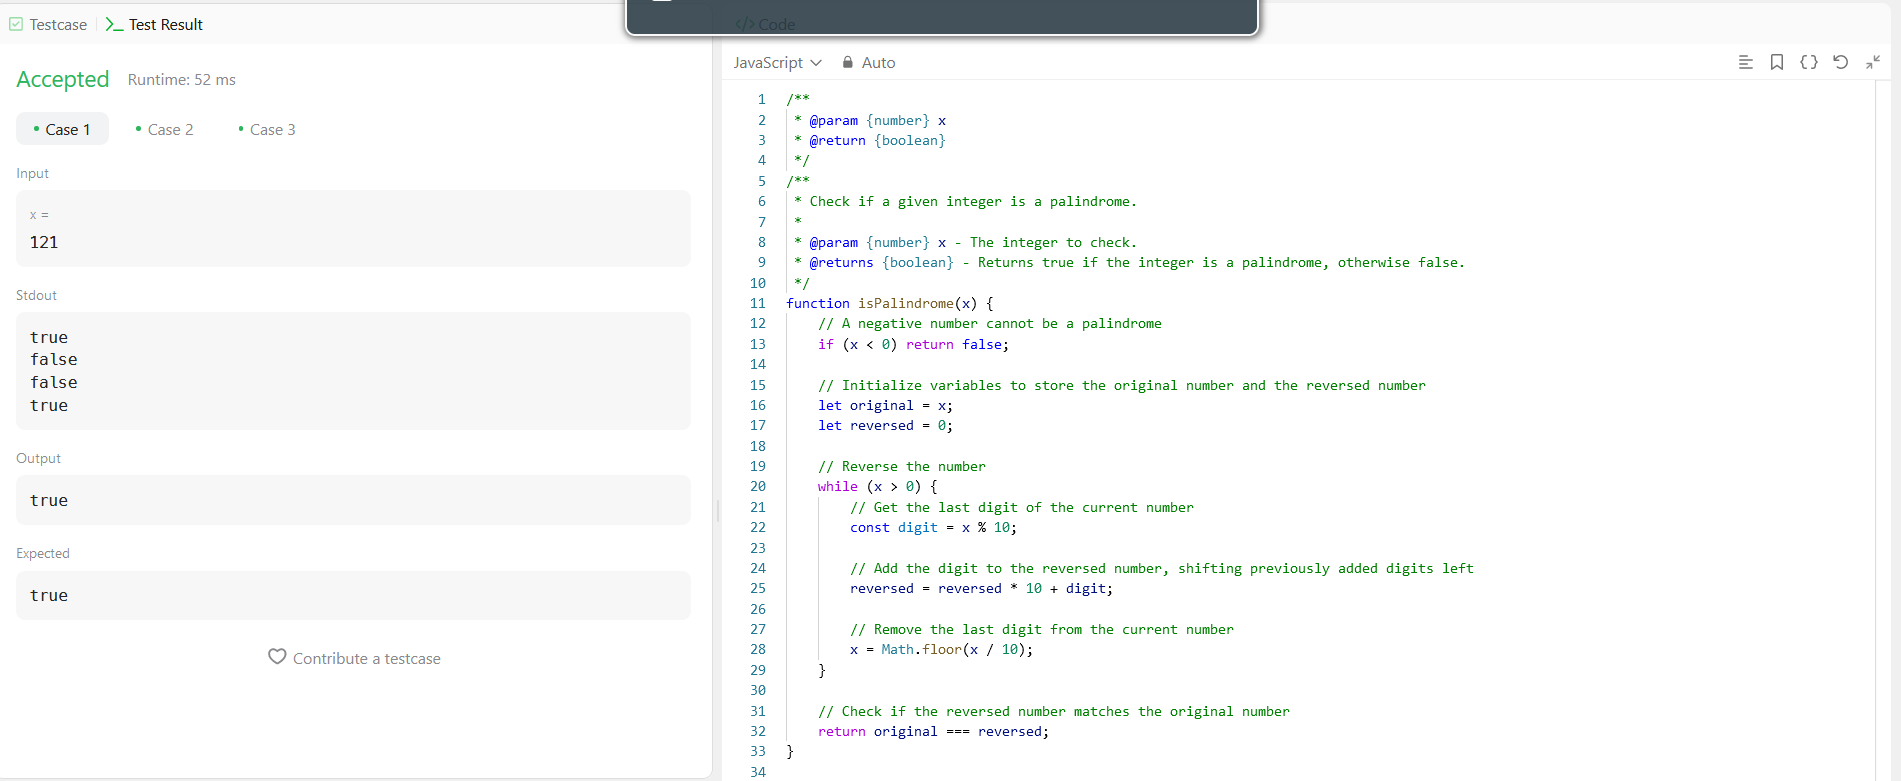 Testcase
Test Result
Accepted
Runtime: 52 ms
Case 1
Case 2
Case 3
Input
x =
121
Stdout
true
false
false
true
Output
true
Expected
true
Contribute a testcase
</> Code
JavaScript
Auto
1 /**
2  * @param {number} x
3  * @return {boolean}
4  */
5 /**
6  * Check if a given integer is a palindrome.
7  *
8  * @param {number} x - The integer to check.
9  * @returns {boolean} - Returns true if the integer is a palindrome, otherwise false.
10  */
11 function isPalindrome(x) {
12     // A negative number cannot be a palindrome
13     if (x < 0) return false;
14
15     // Initialize variables to store the original number and the reversed number
16     let original = x;
17     let reversed = 0;
18
19     // Reverse the number
20     while (x > 0) {
21         // Get the last digit of the current number
22         const digit = x % 10;
23
24         // Add the digit to the reversed number, shifting previously added digits left
25         reversed = reversed * 10 + digit;
26
27         // Remove the last digit from the current number
28         x = Math.floor(x / 10);
29     }
30
31     // Check if the reversed number matches the original number
32     return original === reversed;
33 }
34